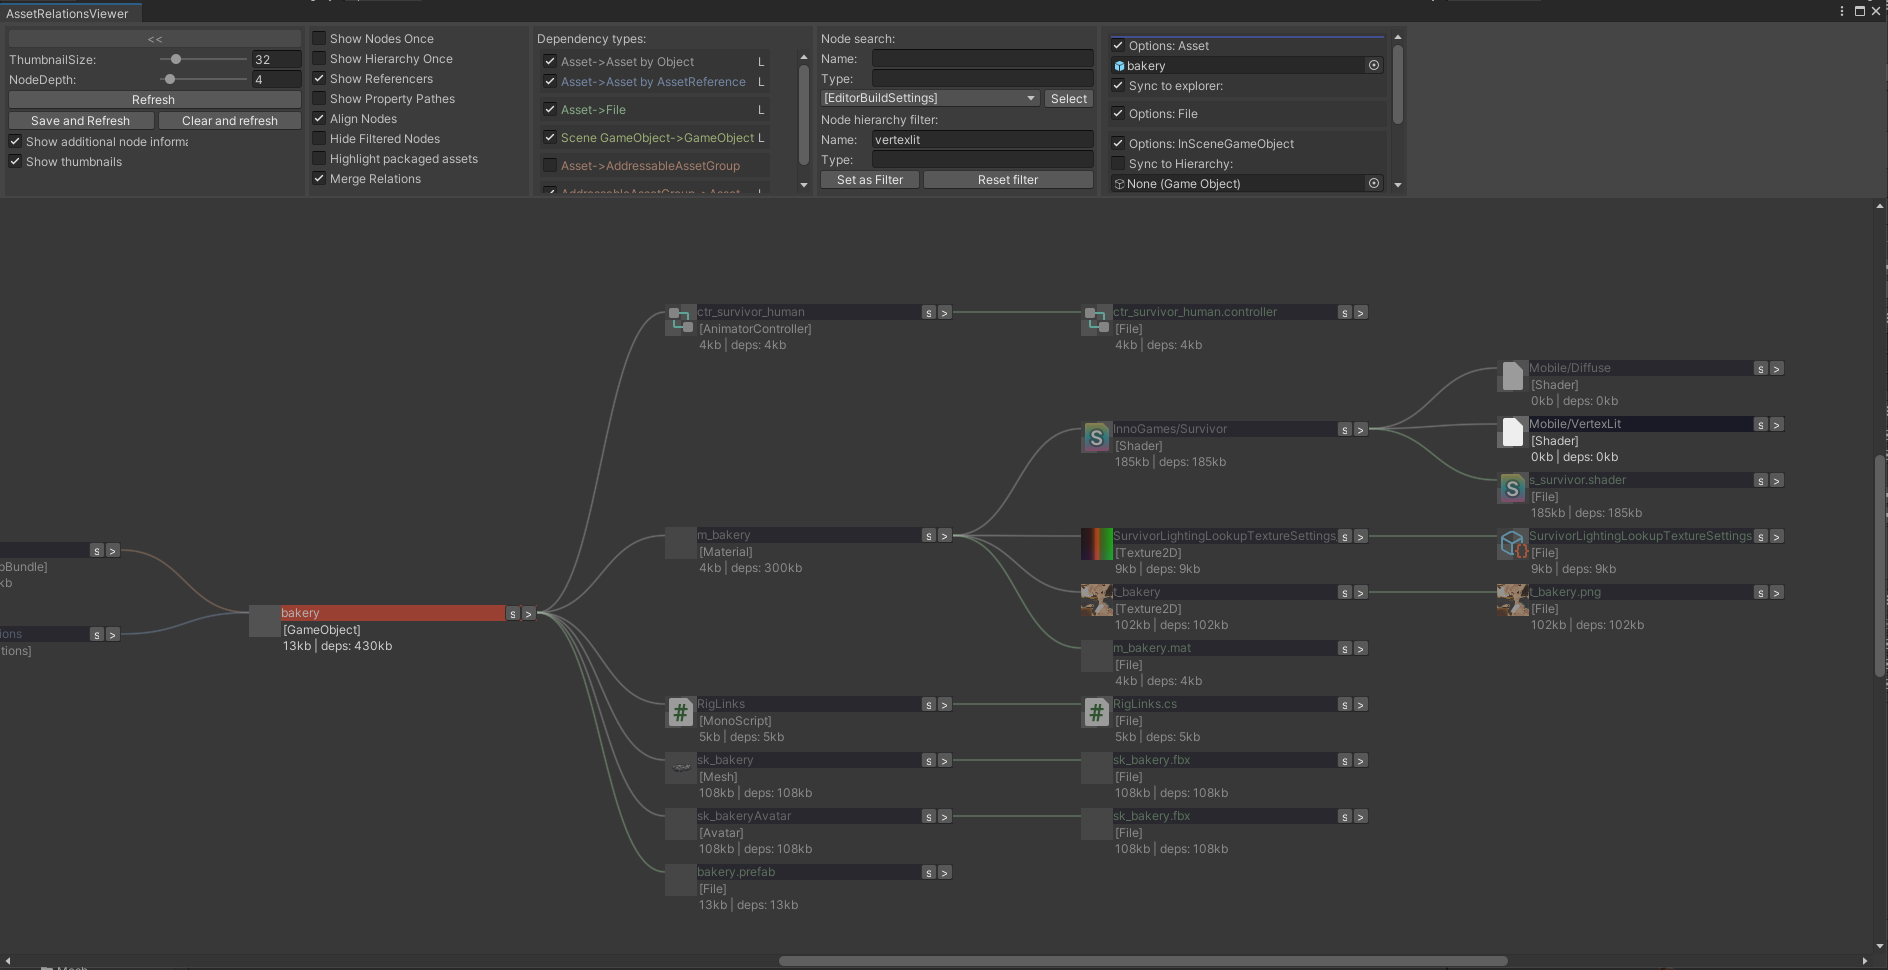 AssetRelationsViewer
<<
ThumbnailSize: 32
NodeDepth: 4
Refresh
Save and Refresh
Clear and refresh
Show additional node informa
Show thumbnails
Show Nodes Once
Show Hierarchy Once
Show Referencers
Show Property Pathes
Align Nodes
Hide Filtered Nodes
Highlight packaged assets
Merge Relations
Dependency types:
Asset->Asset by Object L
Asset->Asset by AssetReference L
Asset->File L
Scene GameObject->GameObject L
Asset->AddressableAssetGroup
AddressableAssetGroup->Asset L
Node search:
Name:
Type:
[EditorBuildSettings] Select
Node hierarchy filter:
Name: vertexlit
Type:
Set as Filter
Reset filter
Options: Asset
bakery
Sync to explorer:
Options: File
Options: InSceneGameObject
Sync to Hierarchy:
None (Game Object)
s >
oBundle]
kb
ions s >
tions]
bakery s >
[GameObject]
13kb | deps: 430kb
ctr_survivor_human s >
[AnimatorController]
4kb | deps: 4kb
m_bakery s >
[Material]
4kb | deps: 300kb
RigLinks s >
[MonoScript]
5kb | deps: 5kb
sk_bakery s >
[Mesh]
108kb | deps: 108kb
sk_bakeryAvatar s >
[Avatar]
108kb | deps: 108kb
bakery.prefab s >
[File]
13kb | deps: 13kb
ctr_survivor_human.controller s >
[File]
4kb | deps: 4kb
InnoGames/Survivor s >
[Shader]
185kb | deps: 185kb
SurvivorLightingLookupTextureSettings s >
[Texture2D]
9kb | deps: 9kb
t_bakery s >
[Texture2D]
102kb | deps: 102kb
m_bakery.mat s >
[File]
4kb | deps: 4kb
RigLinks.cs s >
[File]
5kb | deps: 5kb
sk_bakery.fbx s >
[File]
108kb | deps: 108kb
sk_bakery.fbx s >
[File]
108kb | deps: 108kb
Mobile/Diffuse s >
[Shader]
0kb | deps: 0kb
Mobile/VertexLit s >
[Shader]
0kb | deps: 0kb
s_survivor.shader s >
[File]
185kb | deps: 185kb
SurvivorLightingLookupTextureSettings s >
[File]
9kb | deps: 9kb
t_bakery.png s >
[File]
102kb | deps: 102kb